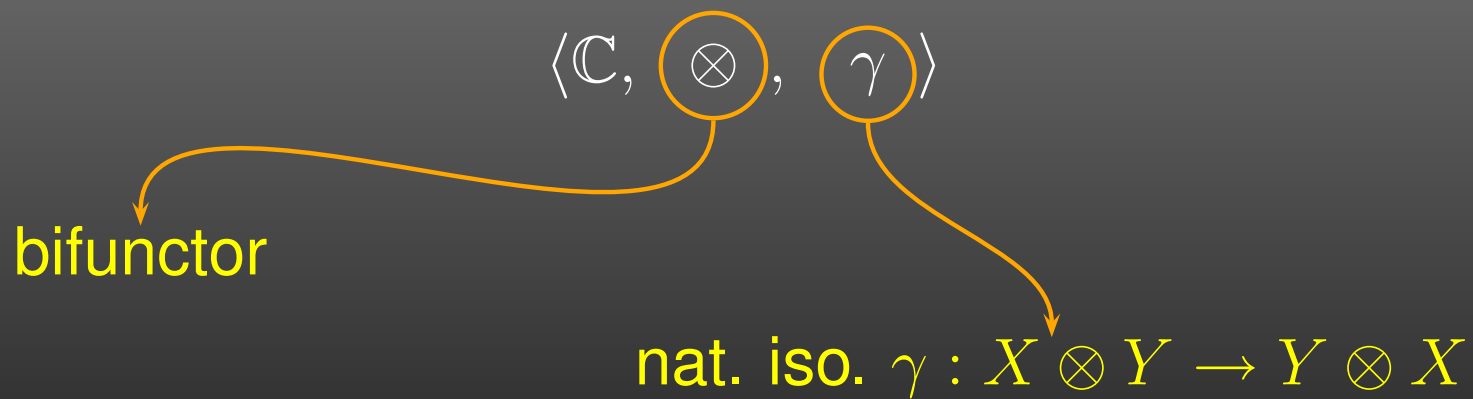 ⟨ℂ, ⊗, γ⟩
bifunctor
nat. iso. γ : X ⊗ Y → Y ⊗ X